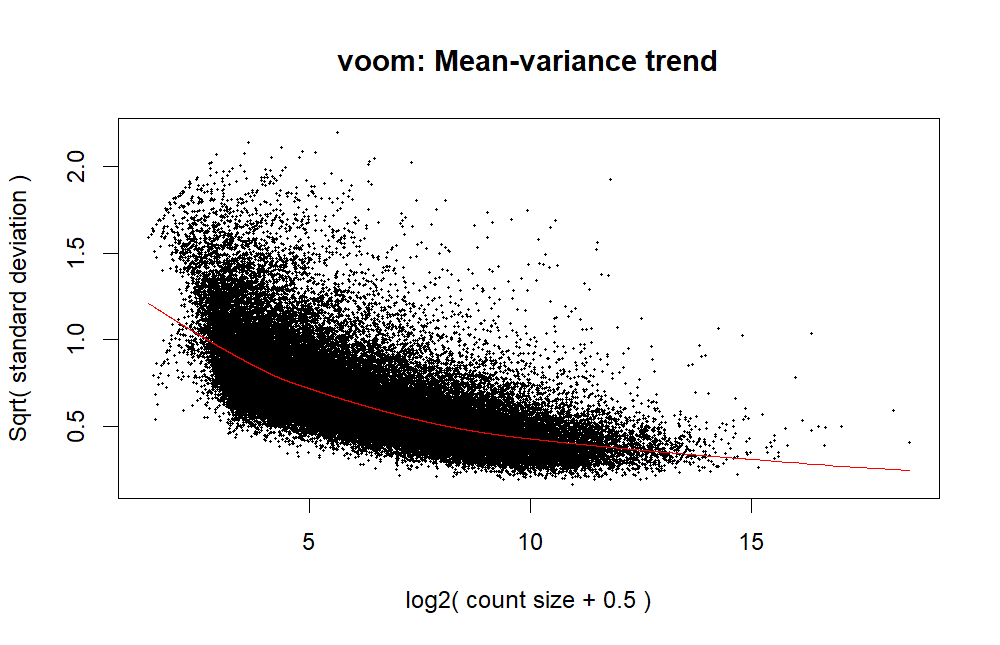 voom: Mean-variance trend
Sqrt( standard deviation )
2.0
1.5
1.0
0.5
5 10 15
log2( count size + 0.5 )